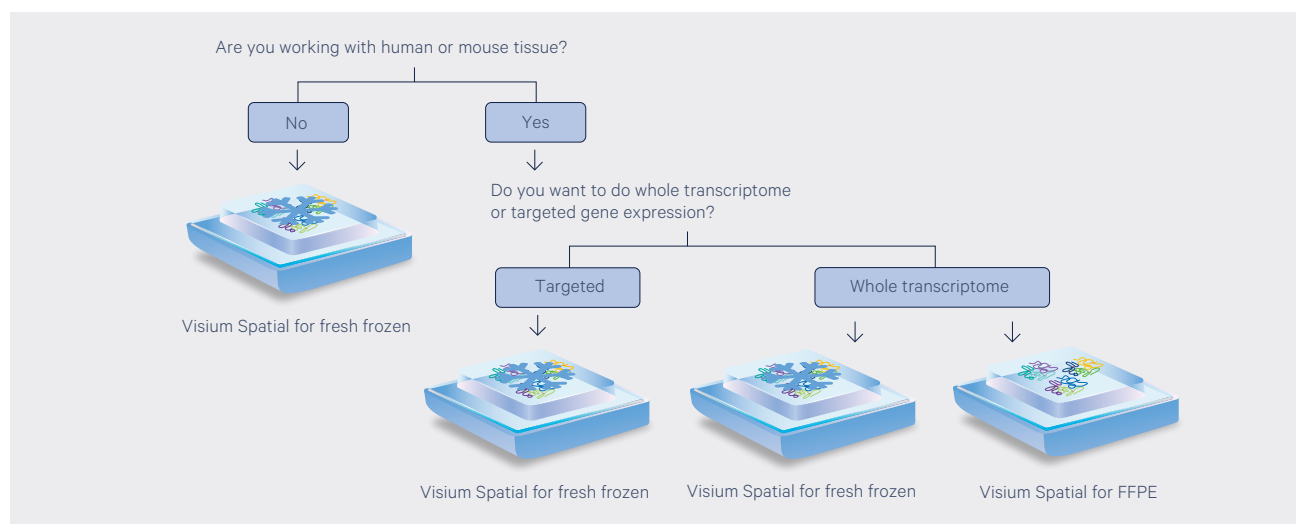 Are you working with human or mouse tissue?
No
Yes
Do you want to do whole transcriptome
or targeted gene expression?
Targeted
Whole transcriptome
Visium Spatial for fresh frozen
Visium Spatial for fresh frozen
Visium Spatial for fresh frozen
Visium Spatial for FFPE